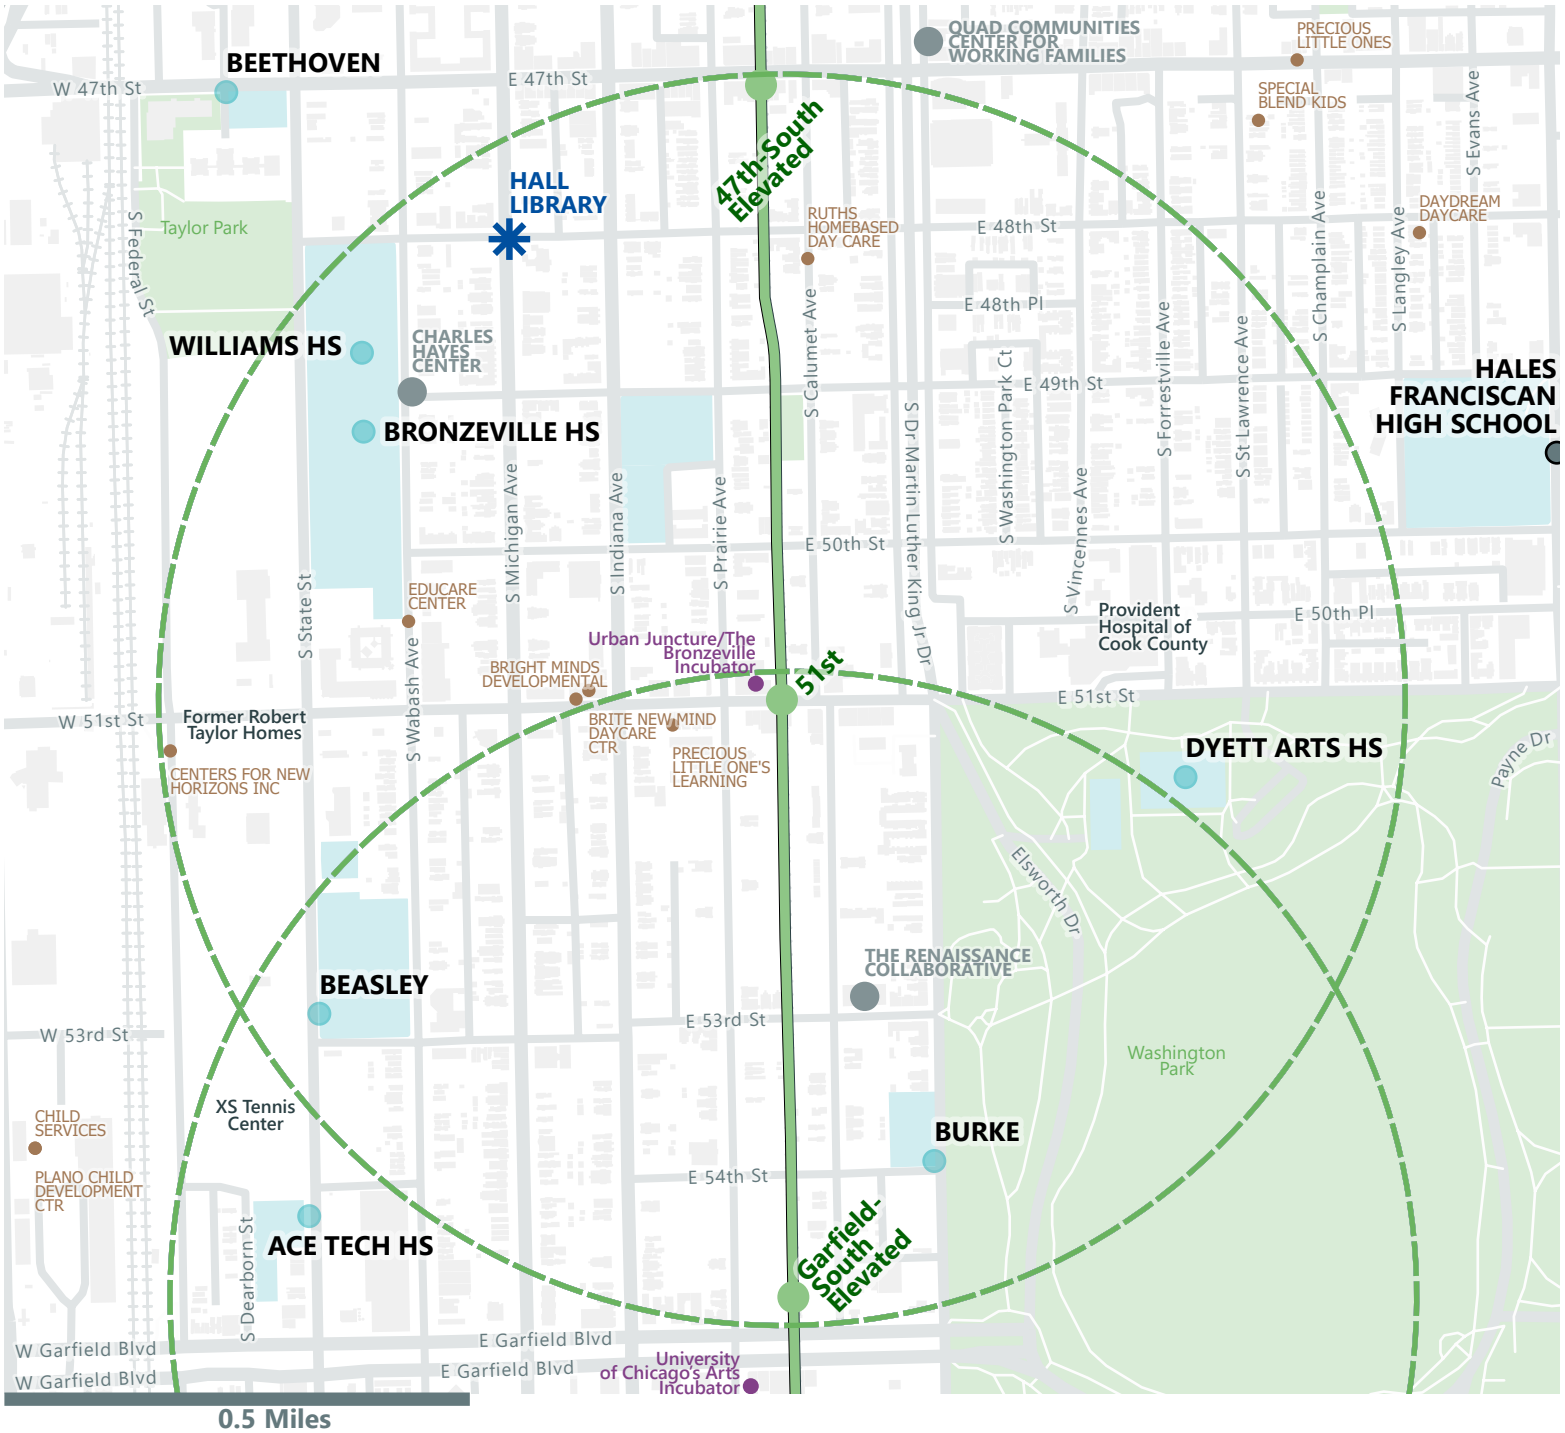 QUAD COMMUNITIES
CENTER FOR
WORKING FAMILIES
PRECIOUS
LITTLE ONES
BEETHOVEN
W 47th St
E 47th St
SPECIAL
BLEND KIDS
S Evans Ave
47th-South
Elevated
HALL
LIBRARY
Taylor Park
S Federal St
RUTHS
HOMEBASED
DAY CARE
E 48th St
DAYDREAM
DAYCARE
S Champlain Ave
S Langley Ave
E 48th Pl
S Calumet Ave
WILLIAMS HS
CHARLES
HAYES
CENTER
S Forrestville Ave
S St Lawrence Ave
S Washington Park Ct
E 49th St
HALES
FRANCISCAN
HIGH SCHOOL
BRONZEVILLE HS
S Dr Martin Luther King Jr Dr
S Michigan Ave
S Indiana Ave
S Prairie Ave
S Vincennes Ave
E 50th St
S State St
EDUCARE
CENTER
Provident
Hospital of
Cook County
E 50th Pl
S Wabash Ave
Urban Juncture/The
Bronzeville
Incubator
51st
BRIGHT MINDS
DEVELOPMENTAL
E 51st St
W 51st St
Former Robert
Taylor Homes
BRITE NEW MIND
DAYCARE
CTR
PRECIOUS
LITTLE ONE'S
LEARNING
DYETT ARTS HS
Payne Dr
CENTERS FOR NEW
HORIZONS INC
Elsworth Dr
THE RENAISSANCE
COLLABORATIVE
BEASLEY
E 53rd St
W 53rd St
Washington
Park
XS Tennis
Center
CHILD
SERVICES
BURKE
PLANO CHILD
DEVELOPMENT
CTR
E 54th St
Garfield-
South
Elevated
ACE TECH HS
S Dearborn St
W Garfield Blvd
E Garfield Blvd
W Garfield Blvd
E Garfield Blvd
University
of Chicago's Arts
Incubator
0.5 Miles